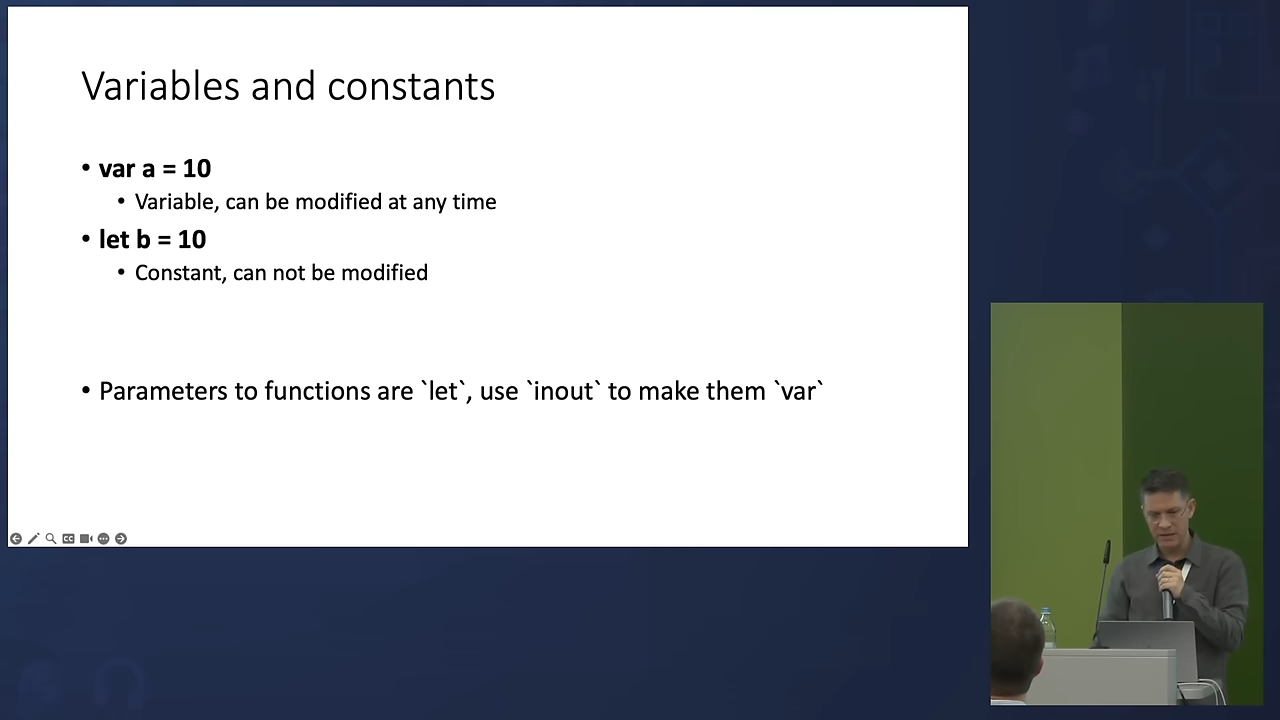 Variables and constants
• var a = 10
• Variable, can be modified at any time
• let b = 10
• Constant, can not be modified
• Parameters to functions are `let`, use `inout` to make them `var`
CC